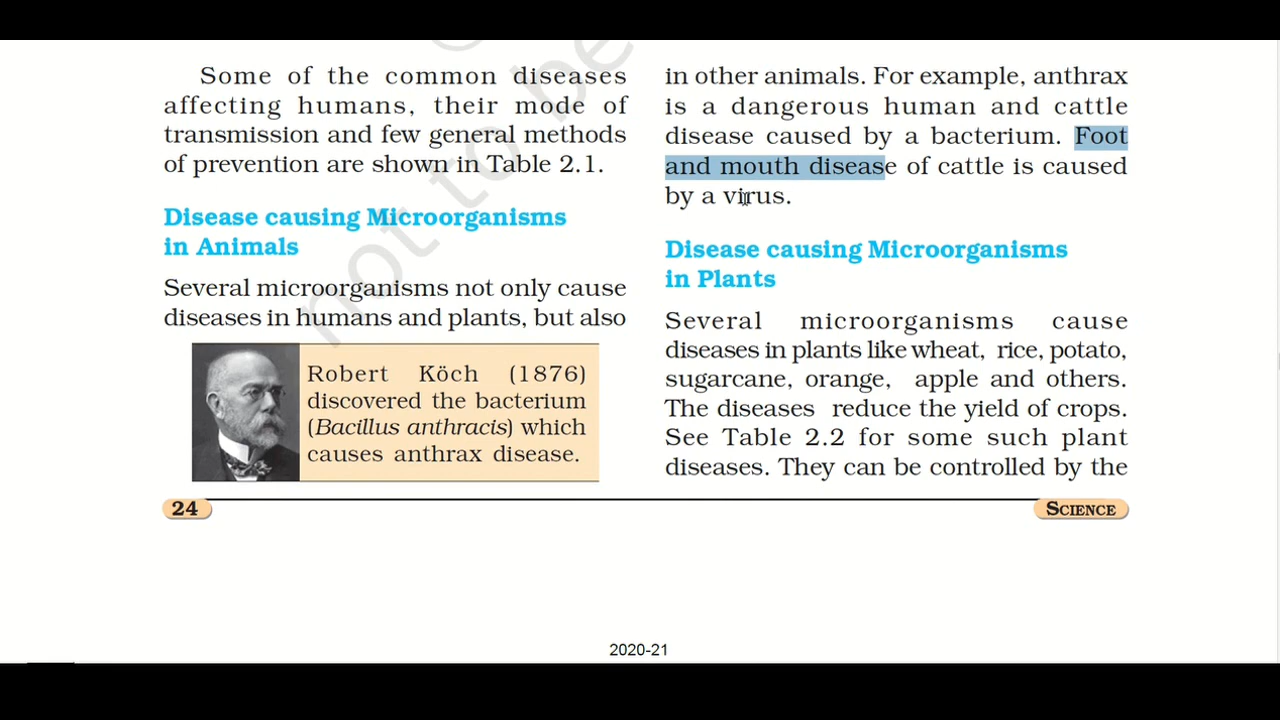 Some of the common diseases
affecting humans, their mode of
transmission and few general methods
of prevention are shown in Table 2.1.
Disease causing Microorganisms
in Animals
Several microorganisms not only cause
diseases in humans and plants, but also
Robert Köch (1876)
discovered the bacterium
(Bacillus anthracis) which
causes anthrax disease.
in other animals. For example, anthrax
is a dangerous human and cattle
disease caused by a bacterium. Foot
and mouth disease of cattle is caused
by a virus.
Disease causing Microorganisms
in Plants
Several microorganisms cause
diseases in plants like wheat, rice, potato,
sugarcane, orange, apple and others.
The diseases reduce the yield of crops.
See Table 2.2 for some such plant
diseases. They can be controlled by the
24
SCIENCE
2020-21
not to be